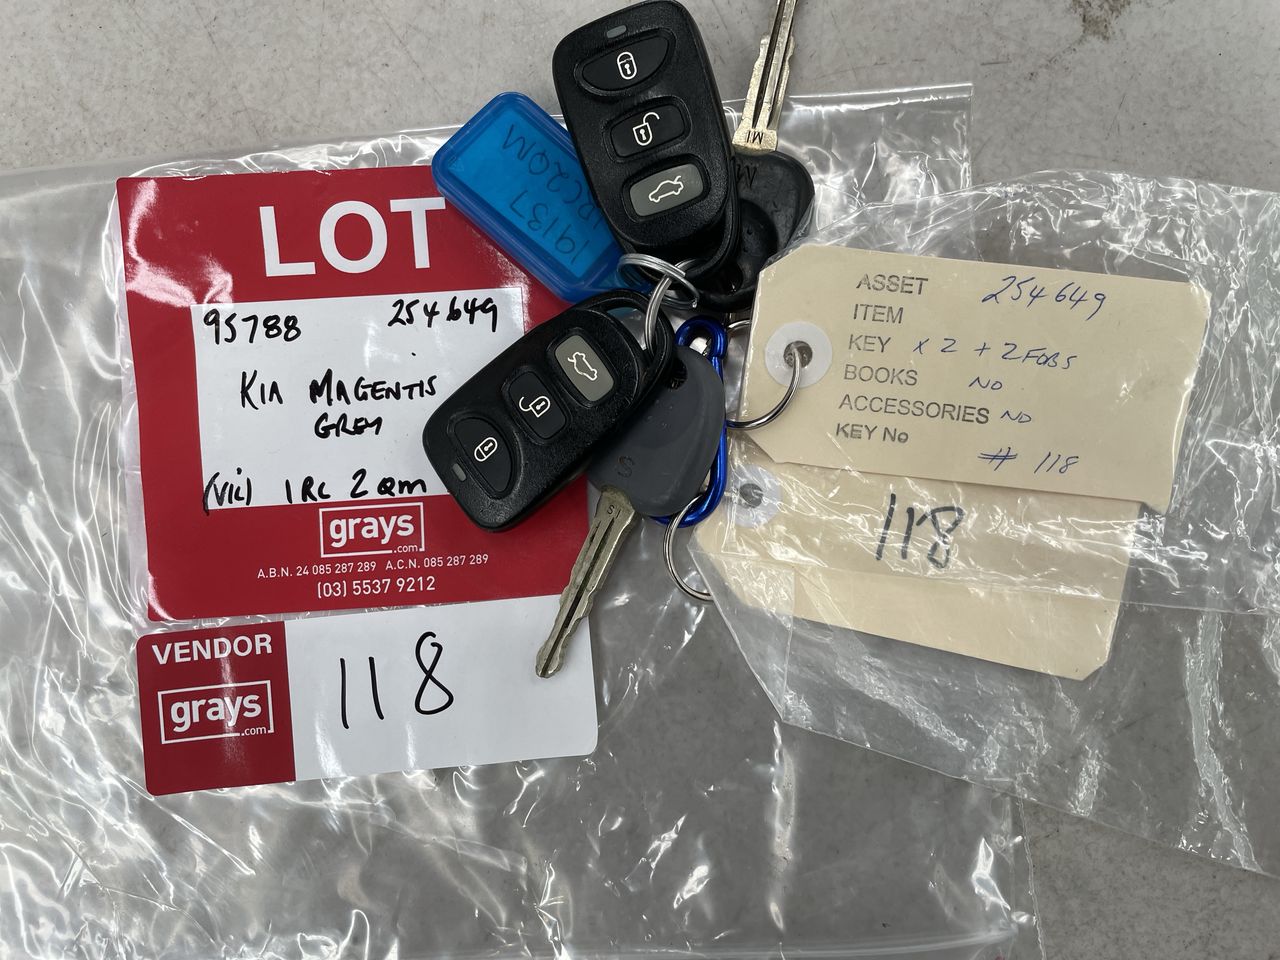 LOT
95788 254649
KIA MAGENTIS
GREY
(VIC) 1RC 2QM
grays
.com
A.B.N. 24 085 287 289 A.C.N. 085 287 289
(03) 5537 9212
VENDOR
grays
.com
118
19137
1RC2QM
ASSET 254649
ITEM
KEY x 2 + 2 FOBS
BOOKS NO
ACCESSORIES NO
KEY No
# 118
118